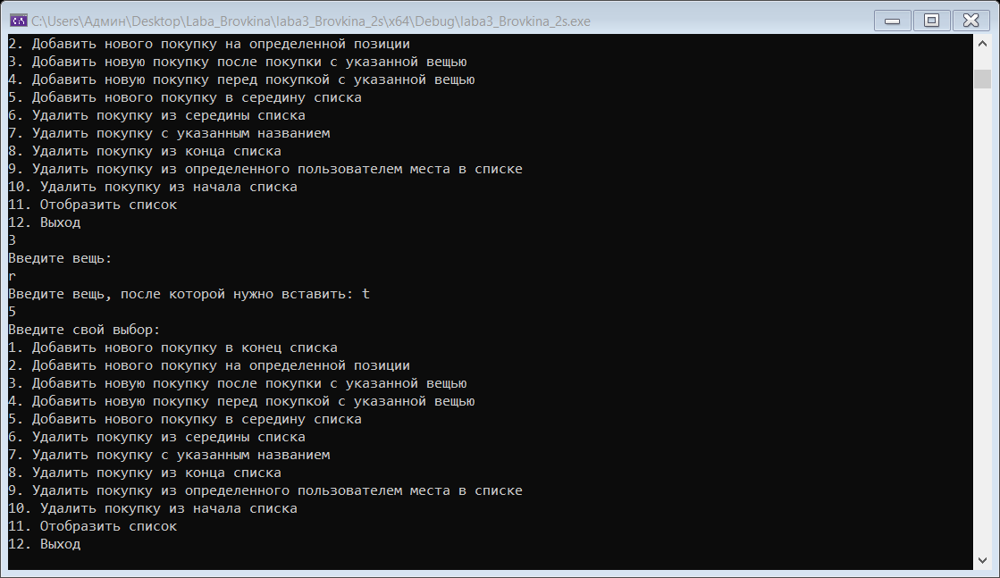 C:\Users\Админ\Desktop\Laba_Brovkina\laba3_Brovkina_2s\x64\Debug\laba3_Brovkina_2s.exe
2. Добавить нового покупку на определенной позиции
3. Добавить новую покупку после покупки с указанной вещью
4. Добавить новую покупку перед покупкой с указанной вещью
5. Добавить нового покупку в середину списка
6. Удалить покупку из середины списка
7. Удалить покупку с указанным названием
8. Удалить покупку из конца списка
9. Удалить покупку из определенного пользователем места в списке
10. Удалить покупку из начала списка
11. Отобразить список
12. Выход
3
Введите вещь:
r
Введите вещь, после которой нужно вставить: t
5
Введите свой выбор:
1. Добавить нового покупку в конец списка
2. Добавить нового покупку на определенной позиции
3. Добавить новую покупку после покупки с указанной вещью
4. Добавить новую покупку перед покупкой с указанной вещью
5. Добавить нового покупку в середину списка
6. Удалить покупку из середины списка
7. Удалить покупку с указанным названием
8. Удалить покупку из конца списка
9. Удалить покупку из определенного пользователем места в списке
10. Удалить покупку из начала списка
11. Отобразить список
12. Выход